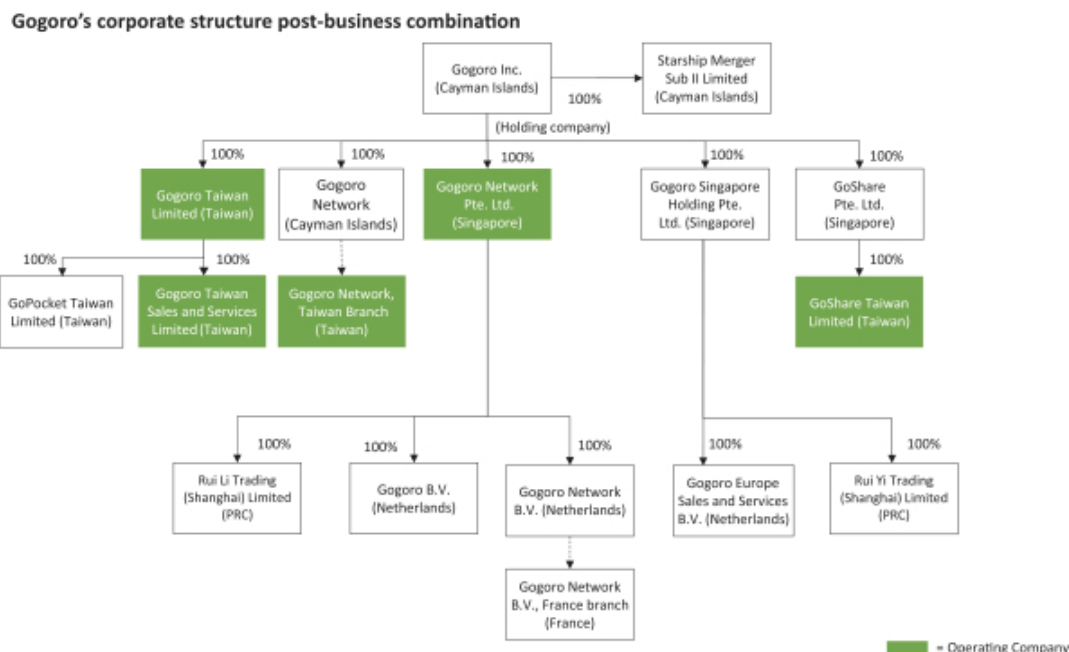 Gogoro's corporate structure post-business combination
Gogoro Inc.
(Cayman Islands)
100%
Starship Merger
Sub II Limited
(Cayman Islands)
(Holding company)
100%
100%
100%
100%
100%
Gogoro Taiwan
Limited (Taiwan)
Gogoro
Network
(Cayman Islands)
Gogoro Network
Pte. Ltd.
(Singapore)
Gogoro Singapore
Holding Pte.
Ltd. (Singapore)
GoShare
Pte. Ltd.
(Singapore)
100%
100%
100%
GoPocket Taiwan
Limited (Taiwan)
Gogoro Taiwan
Sales and Services
Limited (Taiwan)
Gogoro Network,
Taiwan Branch
(Taiwan)
GoShare Taiwan
Limited (Taiwan)
100%
100%
100%
100%
100%
Rui Li Trading
(Shanghai) Limited
(PRC)
Gogoro B.V.
(Netherlands)
Gogoro Network
B.V. (Netherlands)
Gogoro Europe
Sales and Services
B.V. (Netherlands)
Rui Yi Trading
(Shanghai) Limited
(PRC)
Gogoro Network
B.V., France branch
(France)
= Operating Company